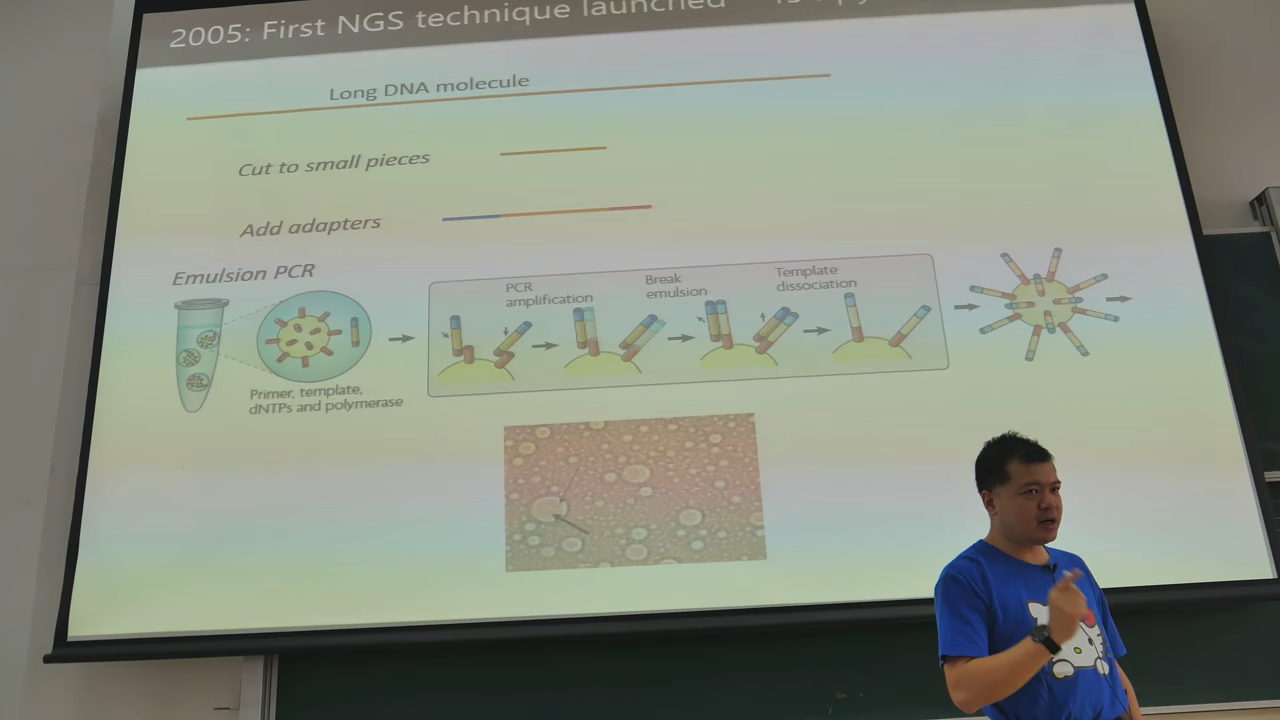 2005: First NGS technique launched
Long DNA molecule
Cut to small pieces
Add adapters
Emulsion PCR
PCR
amplification
Break
emulsion
Template
dissociation
Primer, template,
dNTPs and polymerase